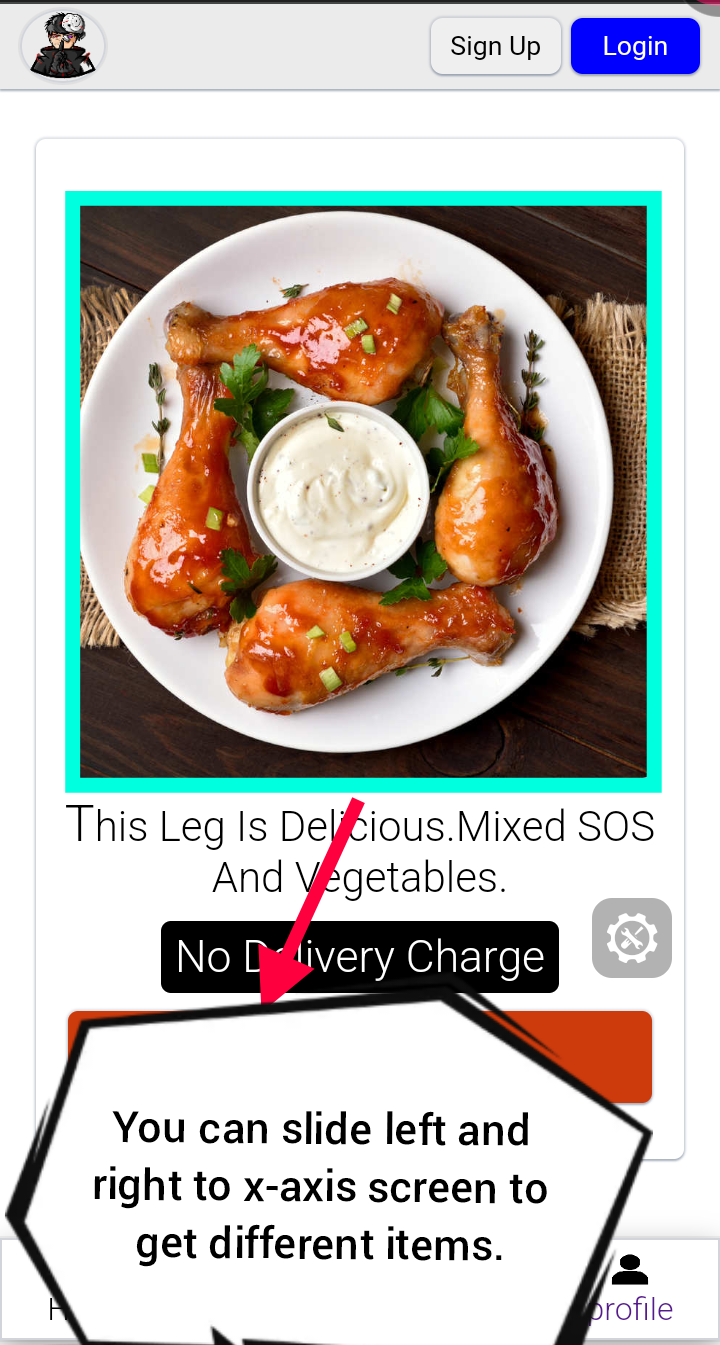 Sign Up
Login
This Leg Is Delicious.Mixed SOS
And Vegetables.
No Delivery Charge
You can slide left and
right to x-axis screen to
get different items.
profile